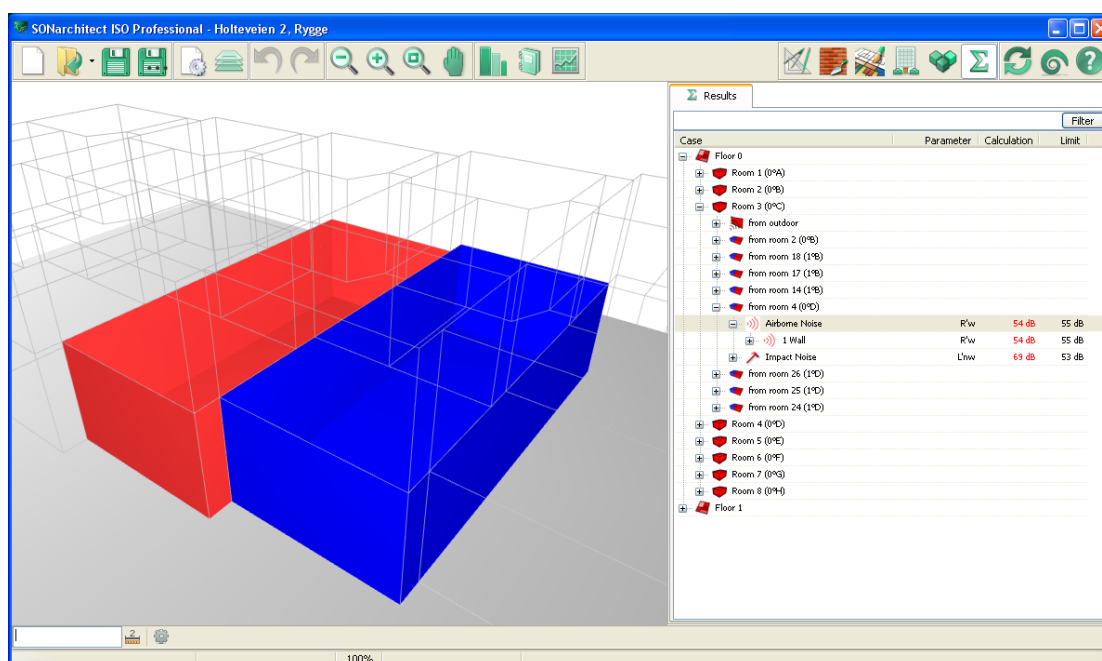 SONarchitect ISO Professional - Holteveien 2, Rygge
Results
Filter
Case Parameter Calculation Limit
Floor 0
Room 1 (0ºA)
Room 2 (0ºB)
Room 3 (0ºC)
from outdoor
from room 2 (0ºB)
from room 18 (1ºB)
from room 17 (1ºB)
from room 14 (1ºB)
from room 4 (0ºD)
Airborne Noise R'w 54 dB 55 dB
1 Wall R'w 54 dB 55 dB
Impact Noise L'nw 69 dB 53 dB
from room 26 (1ºD)
from room 25 (1ºD)
from room 24 (1ºD)
Room 4 (0ºD)
Room 5 (0ºE)
Room 6 (0ºF)
Room 7 (0ºG)
Room 8 (0ºH)
Floor 1
2
100%